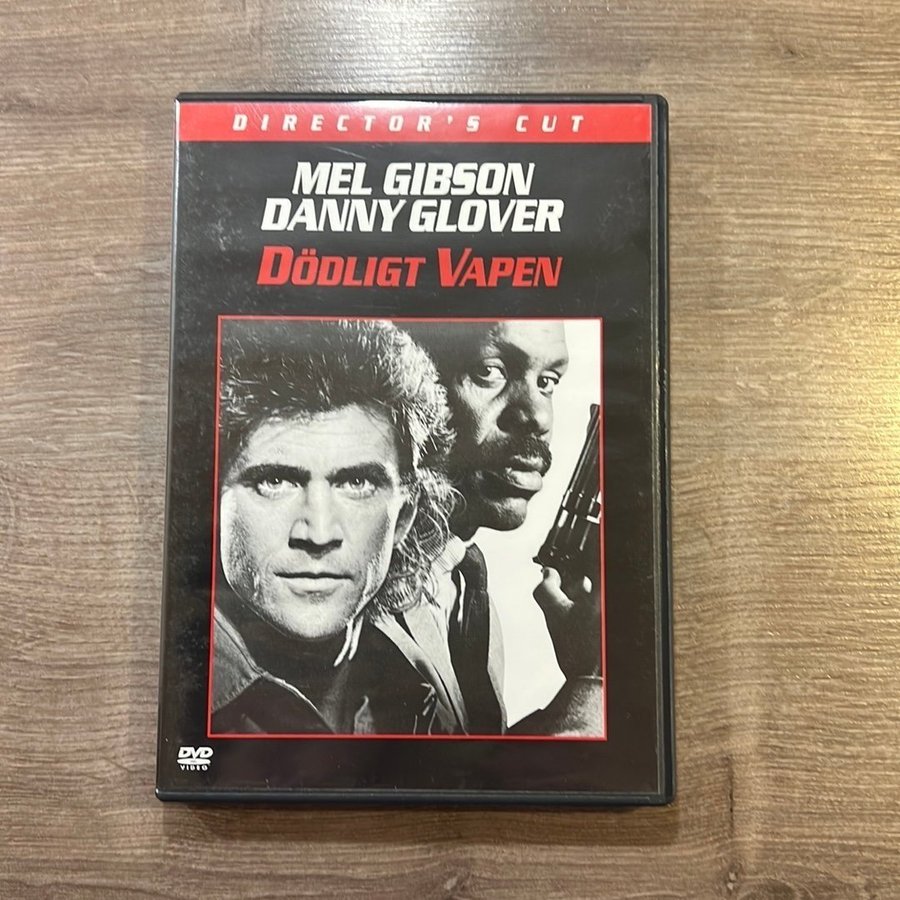 DIRECTOR'S CUT
MEL GIBSON
DANNY GLOVER
DÖDLIGT VAPEN
DVD
VIDEO